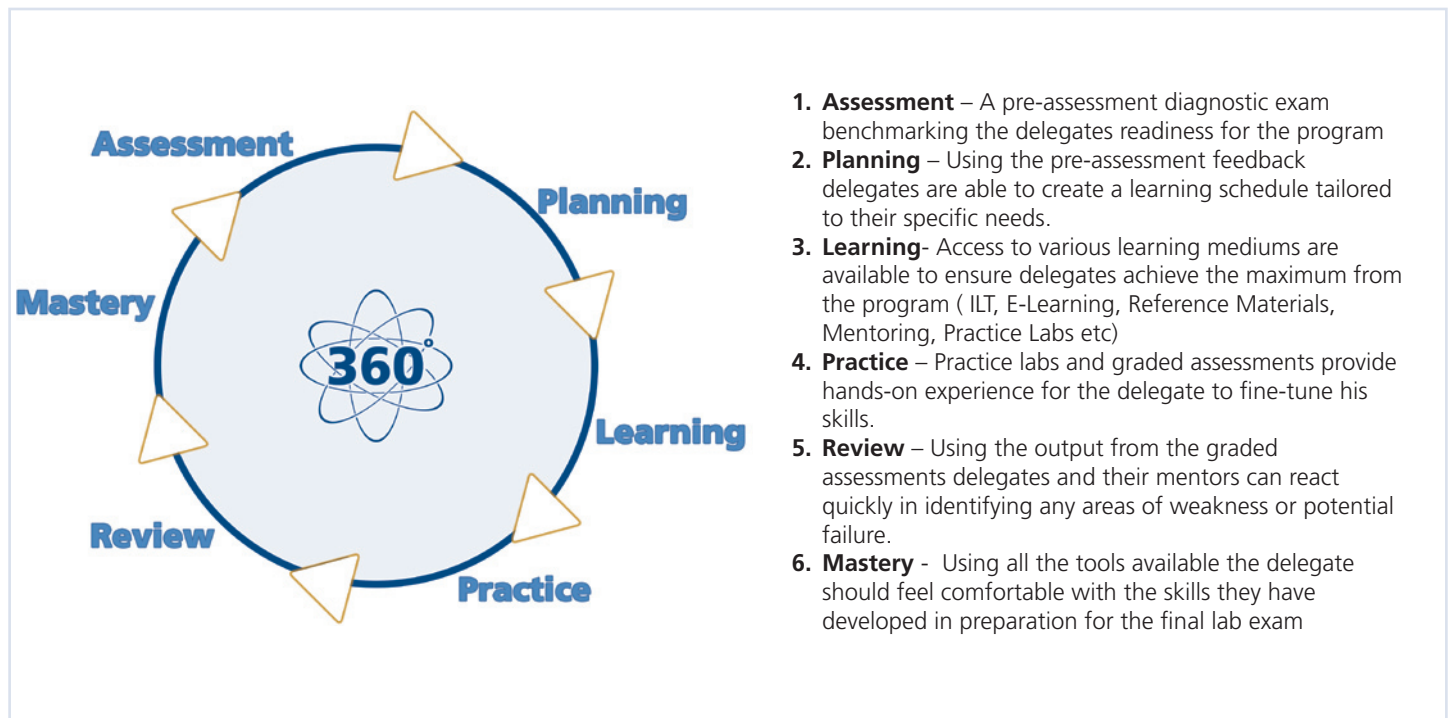 Assessment
Planning
Mastery
360°
Learning
Review
Practice
1. Assessment – A pre-assessment diagnostic exam
benchmarking the delegates readiness for the program
2. Planning – Using the pre-assessment feedback
delegates are able to create a learning schedule tailored
to their specific needs.
3. Learning- Access to various learning mediums are
available to ensure delegates achieve the maximum from
the program ( ILT, E-Learning, Reference Materials,
Mentoring, Practice Labs etc)
4. Practice – Practice labs and graded assessments provide
hands-on experience for the delegate to fine-tune his
skills.
5. Review – Using the output from the graded
assessments delegates and their mentors can react
quickly in identifying any areas of weakness or potential
failure.
6. Mastery - Using all the tools available the delegate
should feel comfortable with the skills they have
developed in preparation for the final lab exam